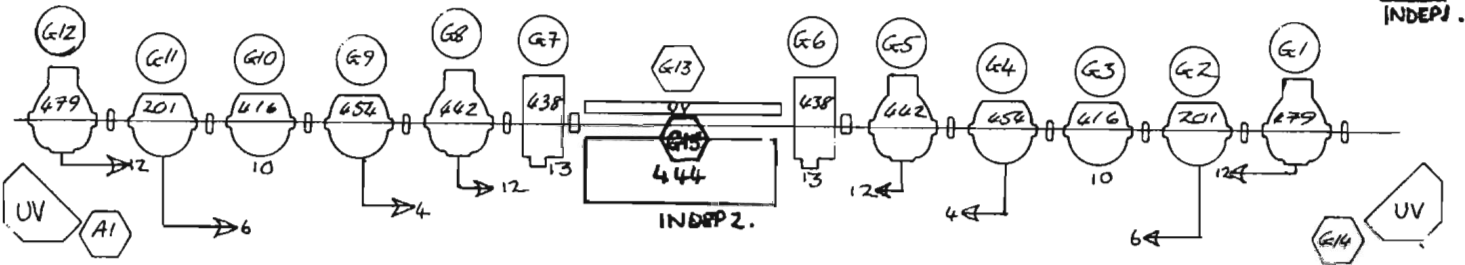 INDEP1.
G12 G11 G10 G9 G8 G7 G13 G6 G5 G4 G3 G2 G1
479 201 416 454 442 438 438 442 454 416 201 479
G15
12 10 12 13 444 13 12 10 12
6 4 INDEP2. 4 6
UV A1 G14 UV